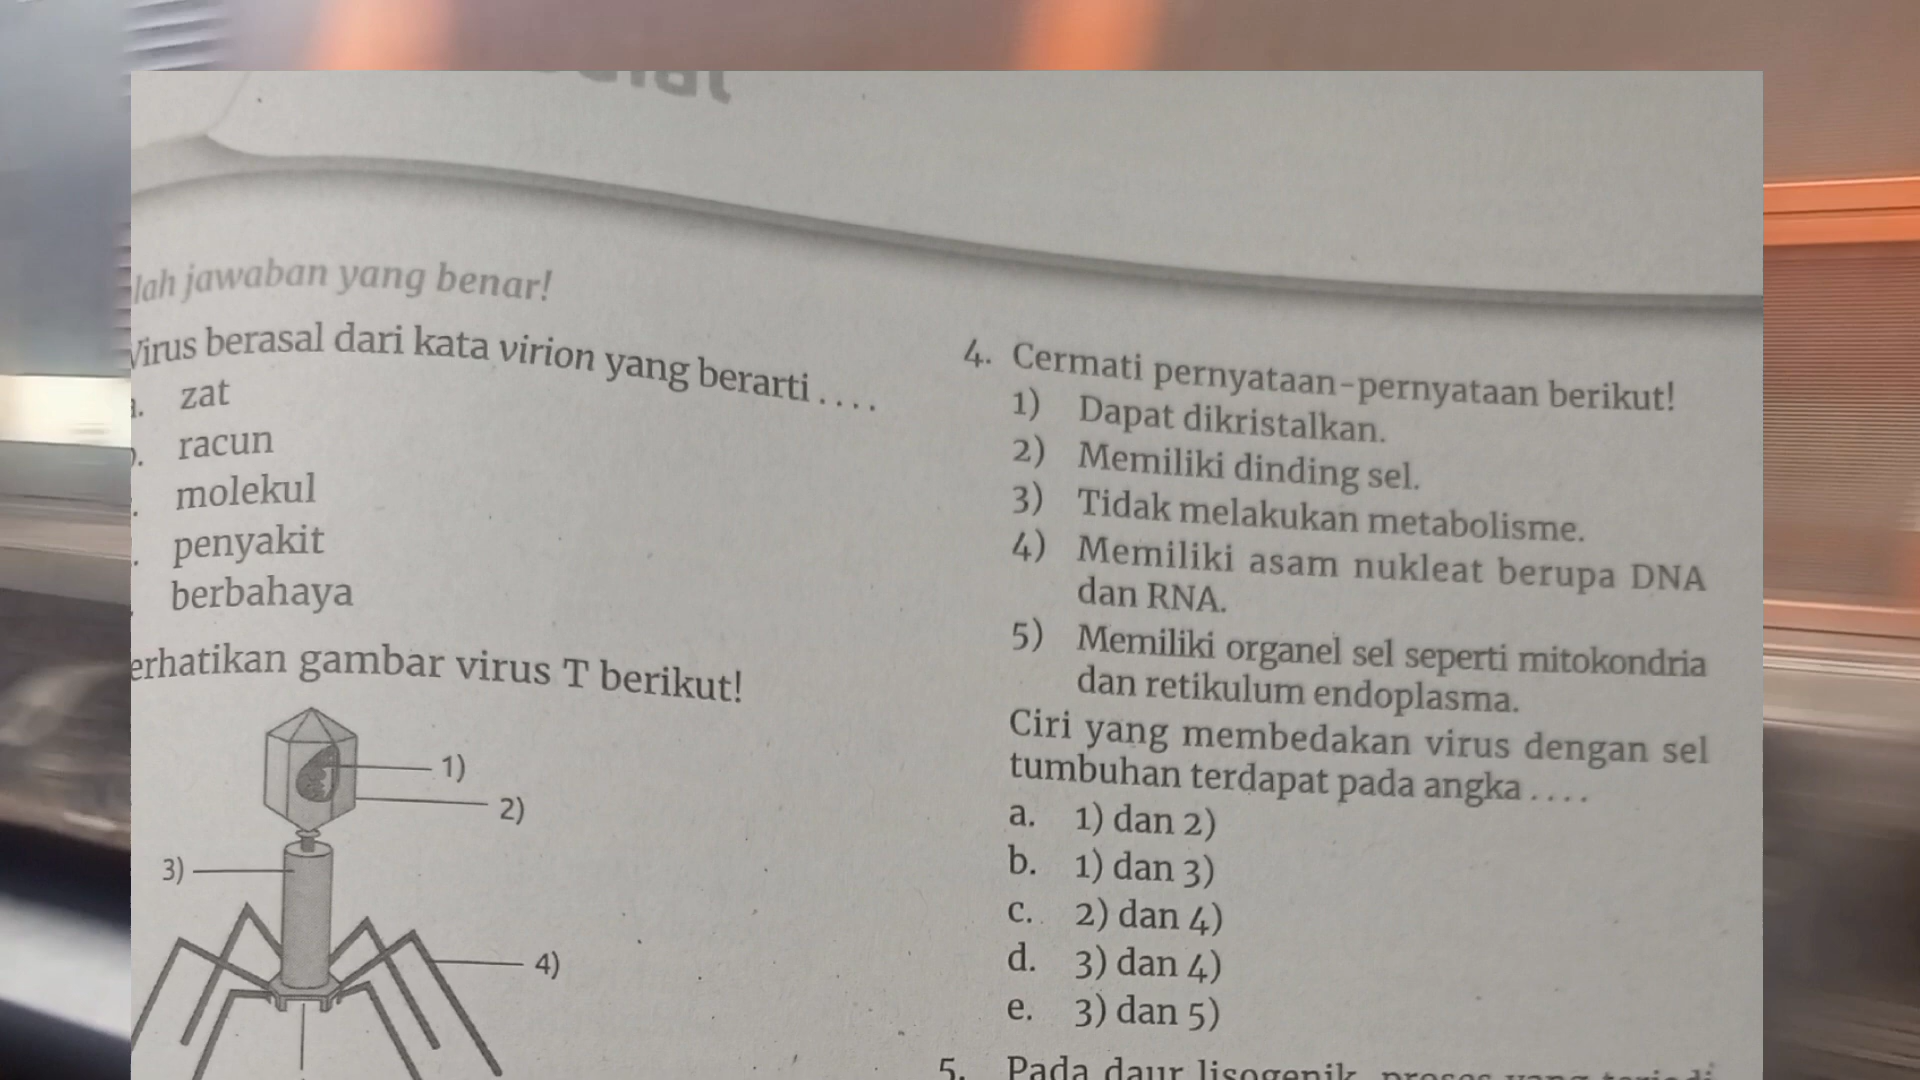 lah jawaban yang benar!
Virus berasal dari kata virion yang berarti . . . .
zat
racun
molekul
penyakit
berbahaya
erhatikan gambar virus T berikut!
1)
2)
3)
4)
4. Cermati pernyataan-pernyataan berikut!
1) Dapat dikristalkan.
2) Memiliki dinding sel.
3) Tidak melakukan metabolisme.
4) Memiliki asam nukleat berupa DNA
dan RNA.
5) Memiliki organel sel seperti mitokondria
dan retikulum endoplasma.
Ciri yang membedakan virus dengan sel
tumbuhan terdapat pada angka . . . .
a. 1) dan 2)
b. 1) dan 3)
c. 2) dan 4)
d. 3) dan 4)
e. 3) dan 5)
5. Pada daur lisogenik, proses yang terjadi